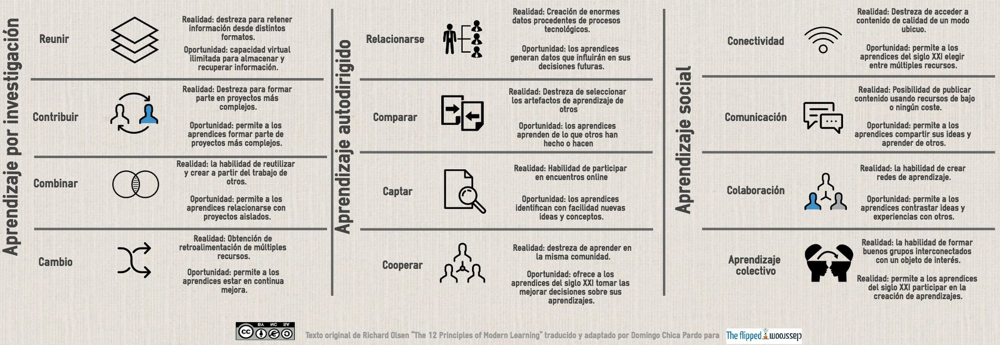 Aprendizaje por investigación
Reunir
Realidad: destreza para retener
información desde distintos
formatos.
Oportunidad: capacidad virtual
ilimitada para almacenar y
recuperar información.
Contribuir
Realidad: Destreza para formar
parte en proyectos más
complejos.
Oportunidad: permite a los
aprendices formar parte de
proyectos más complejos.
Combinar
Realidad: la habilidad de reutilizar
y crear a partir del trabajo de
otros.
Oportunidad: permite a los
aprendices relacionarse con
proyectos aislados.
Cambio
Realidad: Obtención de
retroalimentación de múltiples
recursos.
Oportunidad: permite a los
aprendices estar en continua
mejora.
Aprendizaje autodirigido
Relacionarse
Realidad: Creación de enormes
datos procedentes de procesos
tecnológicos.
Oportunidad: los aprendices
generan datos que influirán en sus
decisiones futuras.
Comparar
Realidad: Destreza de seleccionar
los artefactos de aprendizaje de
otros
Oportunidad: los aprendices
aprenden de lo que otros han
hecho o hacen
Captar
Realidad: Habilidad de participar
en encuentros online
Oportunidad: los aprendices
identifican con facilidad nuevas
ideas y conceptos.
Cooperar
Realidad: destreza de aprender en
la misma comunidad.
Oportunidad: ofrece a los
aprendices del siglo XXI tomar las
mejorar decisiones sobre sus
aprendizajes.
Aprendizaje social
Conectividad
Realidad: Destreza de acceder a
contenido de calidad de un modo
ubicuo.
Oportunidad: permite a los
aprendices del siglo XXI elegir
entre múltiples recursos.
Comunicación
Realidad: Posibilidad de publicar
contenido usando recursos de bajo
o ningún coste.
Oportunidad: permite a los
aprendices compartir sus ideas y
aprender de otros.
Colaboración
Realidad: la habilidad de crear
redes de aprendizaje.
Oportunidad: permite a los
aprendices contrastar ideas y
experiencias con otros.
Aprendizaje
colectivo
Realidad: la habilidad de formar
buenos grupos interconectados
con un objeto de interés.
Realidad: permite a los aprendices
del siglo XXI participar en la
creación de aprendizajes.
cc BY NC SA
Texto original de Richard Olsen "The 12 Principles of Modern Learning" traducido y adaptado por Domingo Chica Pardo para
The flipped classroom